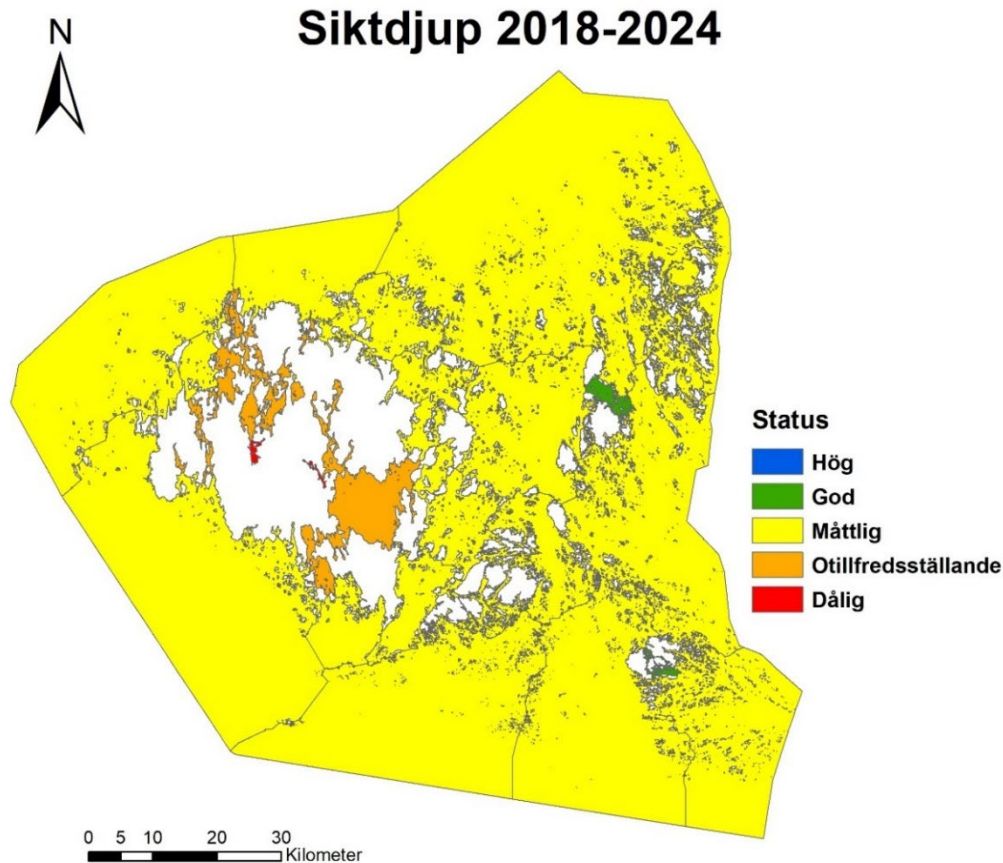 Siktdjup 2018-2024
N
Status
Hög
God
Måttlig
Otillfredsställande
Dålig
0 5 10 20 30
Kilometer